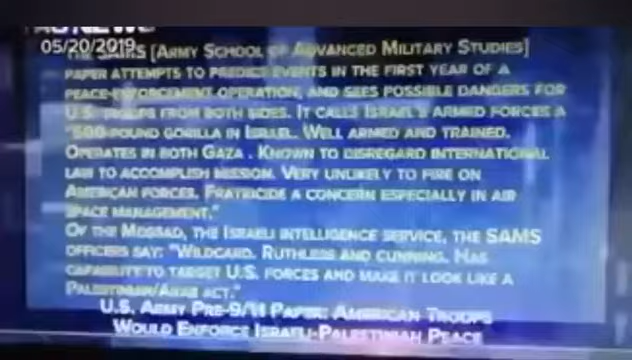 NEWS
05/20/2019
THE SAMS [ARMY SCHOOL OF ADVANCED MILITARY STUDIES]
PAPER ATTEMPTS TO PREDICT EVENTS IN THE FIRST YEAR OF A
PEACE-ENFORCEMENT OPERATION, AND SEES POSSIBLE DANGERS FOR
U.S. TROOPS FROM BOTH SIDES. IT CALLS ISRAEL'S ARMED FORCES A
"500-POUND GORILLA IN ISRAEL. WELL ARMED AND TRAINED.
OPERATES IN BOTH GAZA . KNOWN TO DISREGARD INTERNATIONAL
LAW TO ACCOMPLISH MISSION. VERY UNLIKELY TO FIRE ON
AMERICAN FORCES. FRATRICIDE A CONCERN ESPECIALLY IN AIR
SPACE MANAGEMENT."
OF THE MOSSAD, THE ISRAELI INTELLIGENCE SERVICE, THE SAMS
OFFICERS SAY: "WILDCARD. RUTHLESS AND CUNNING. HAS
CAPABILITY TO TARGET U.S. FORCES AND MAKE IT LOOK LIKE A
PALESTINIAN/ARAB ACT."
U.S. ARMY PRE-9/11 PAPER: AMERICAN TROOPS
WOULD ENFORCE ISRAELI-PALESTINIAN PEACE